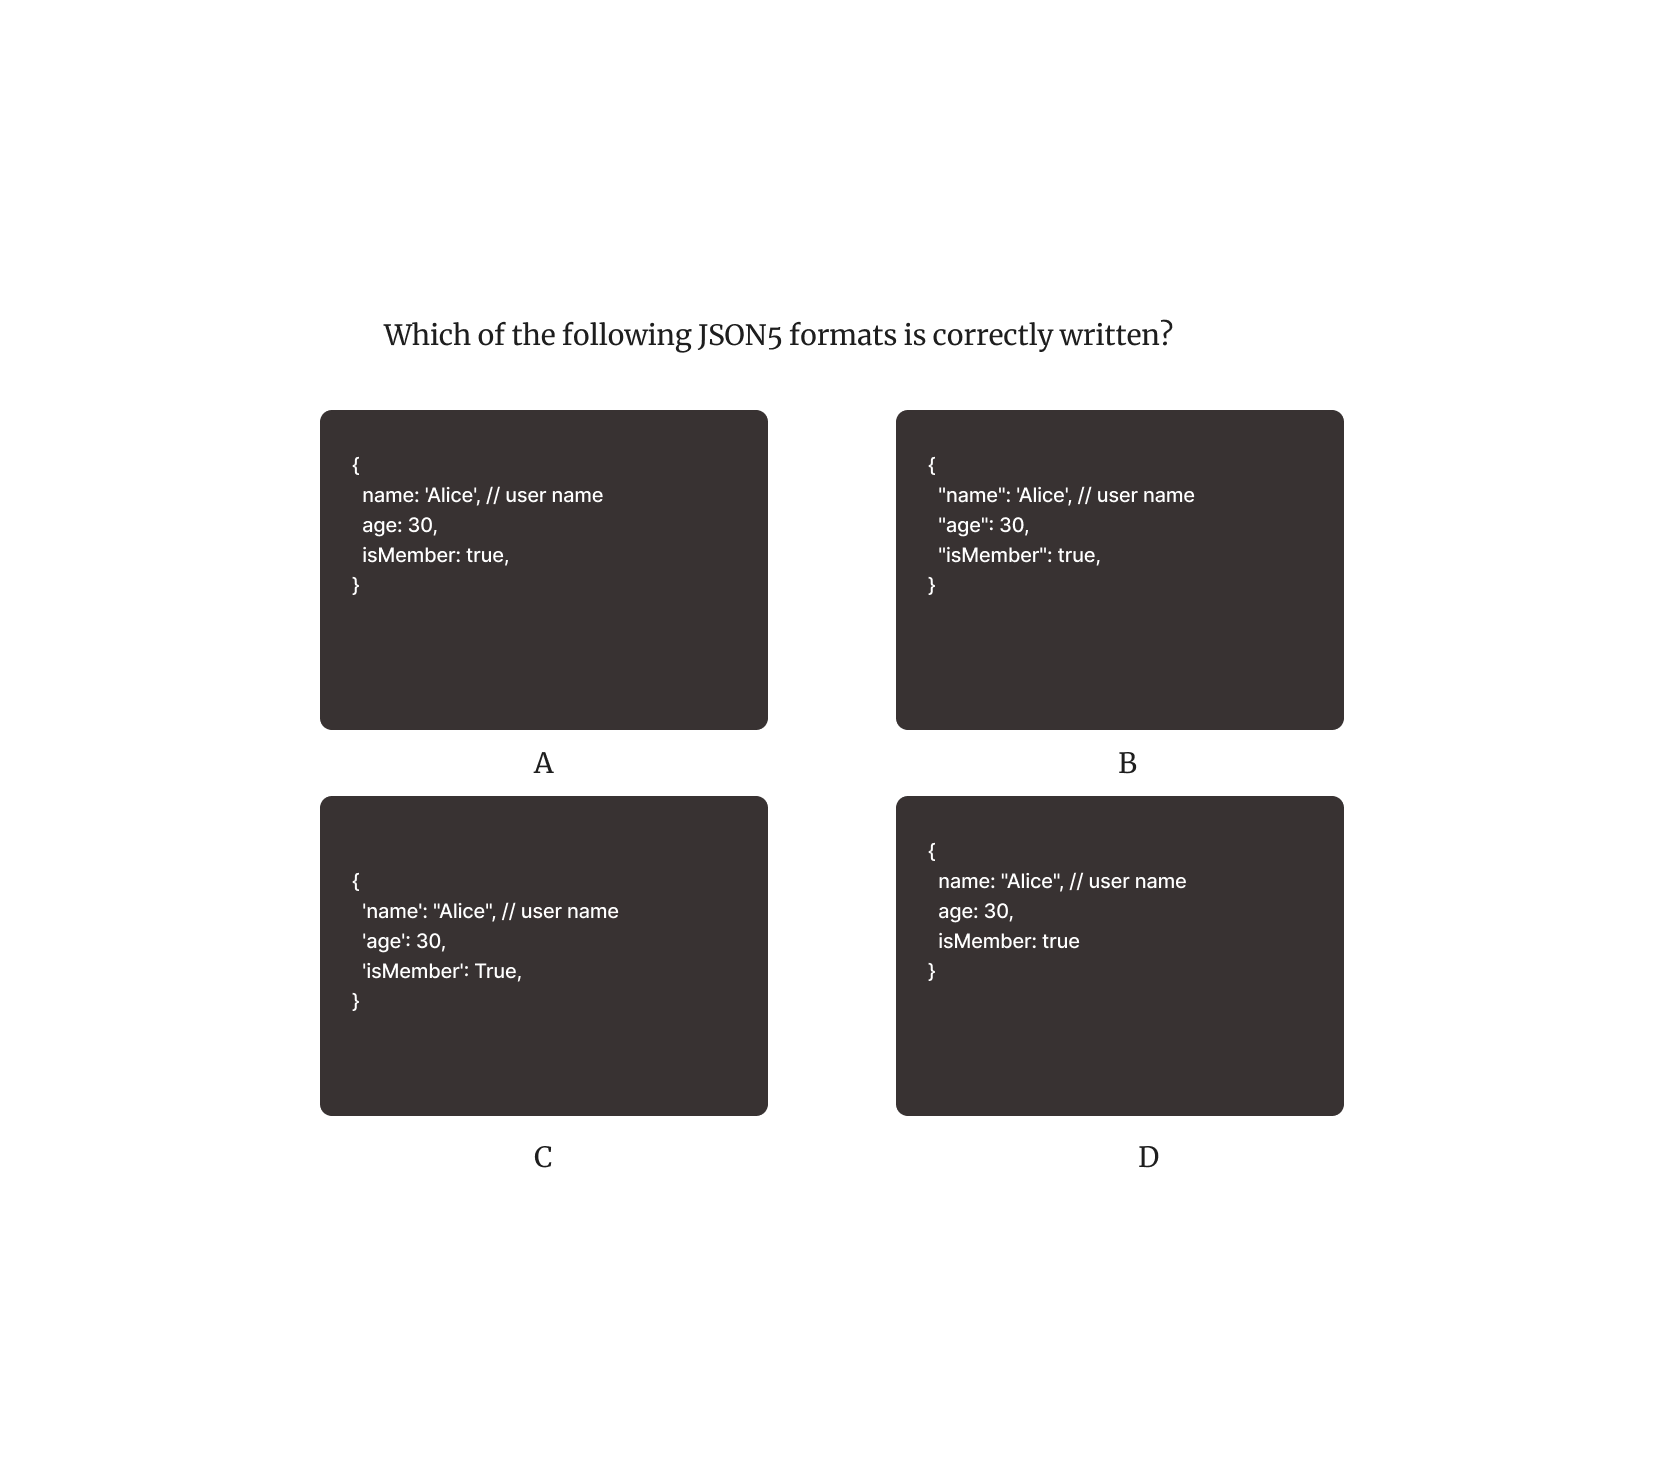 Which of the following JSON5 formats is correctly written?
{
name: 'Alice', // user name
age: 30,
isMember: true,
}
A
{
"name": 'Alice', // user name
"age": 30,
"isMember": true,
}
B
{
'name': "Alice", // user name
'age': 30,
'isMember': True,
}
C
{
name: "Alice", // user name
age: 30,
isMember: true
}
D